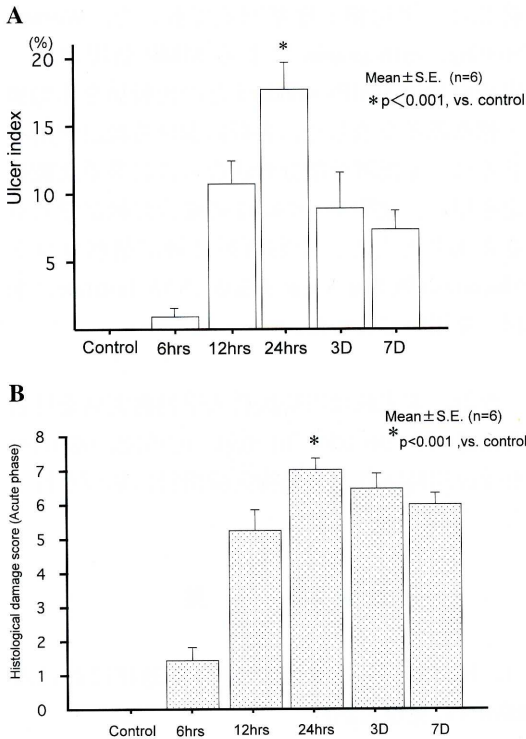 A
(%)
20
15
10
5
Ulcer index
*
Mean±S.E. (n=6)
* p<0.001, vs. control
Control 6hrs 12hrs 24hrs 3D 7D
B
Mean±S.E. (n=6)
* p<0.001 ,vs. control
8
7
6
5
4
3
2
1
0
Histological damage score (Acute phase)
*
Control 6hrs 12hrs 24hrs 3D 7D